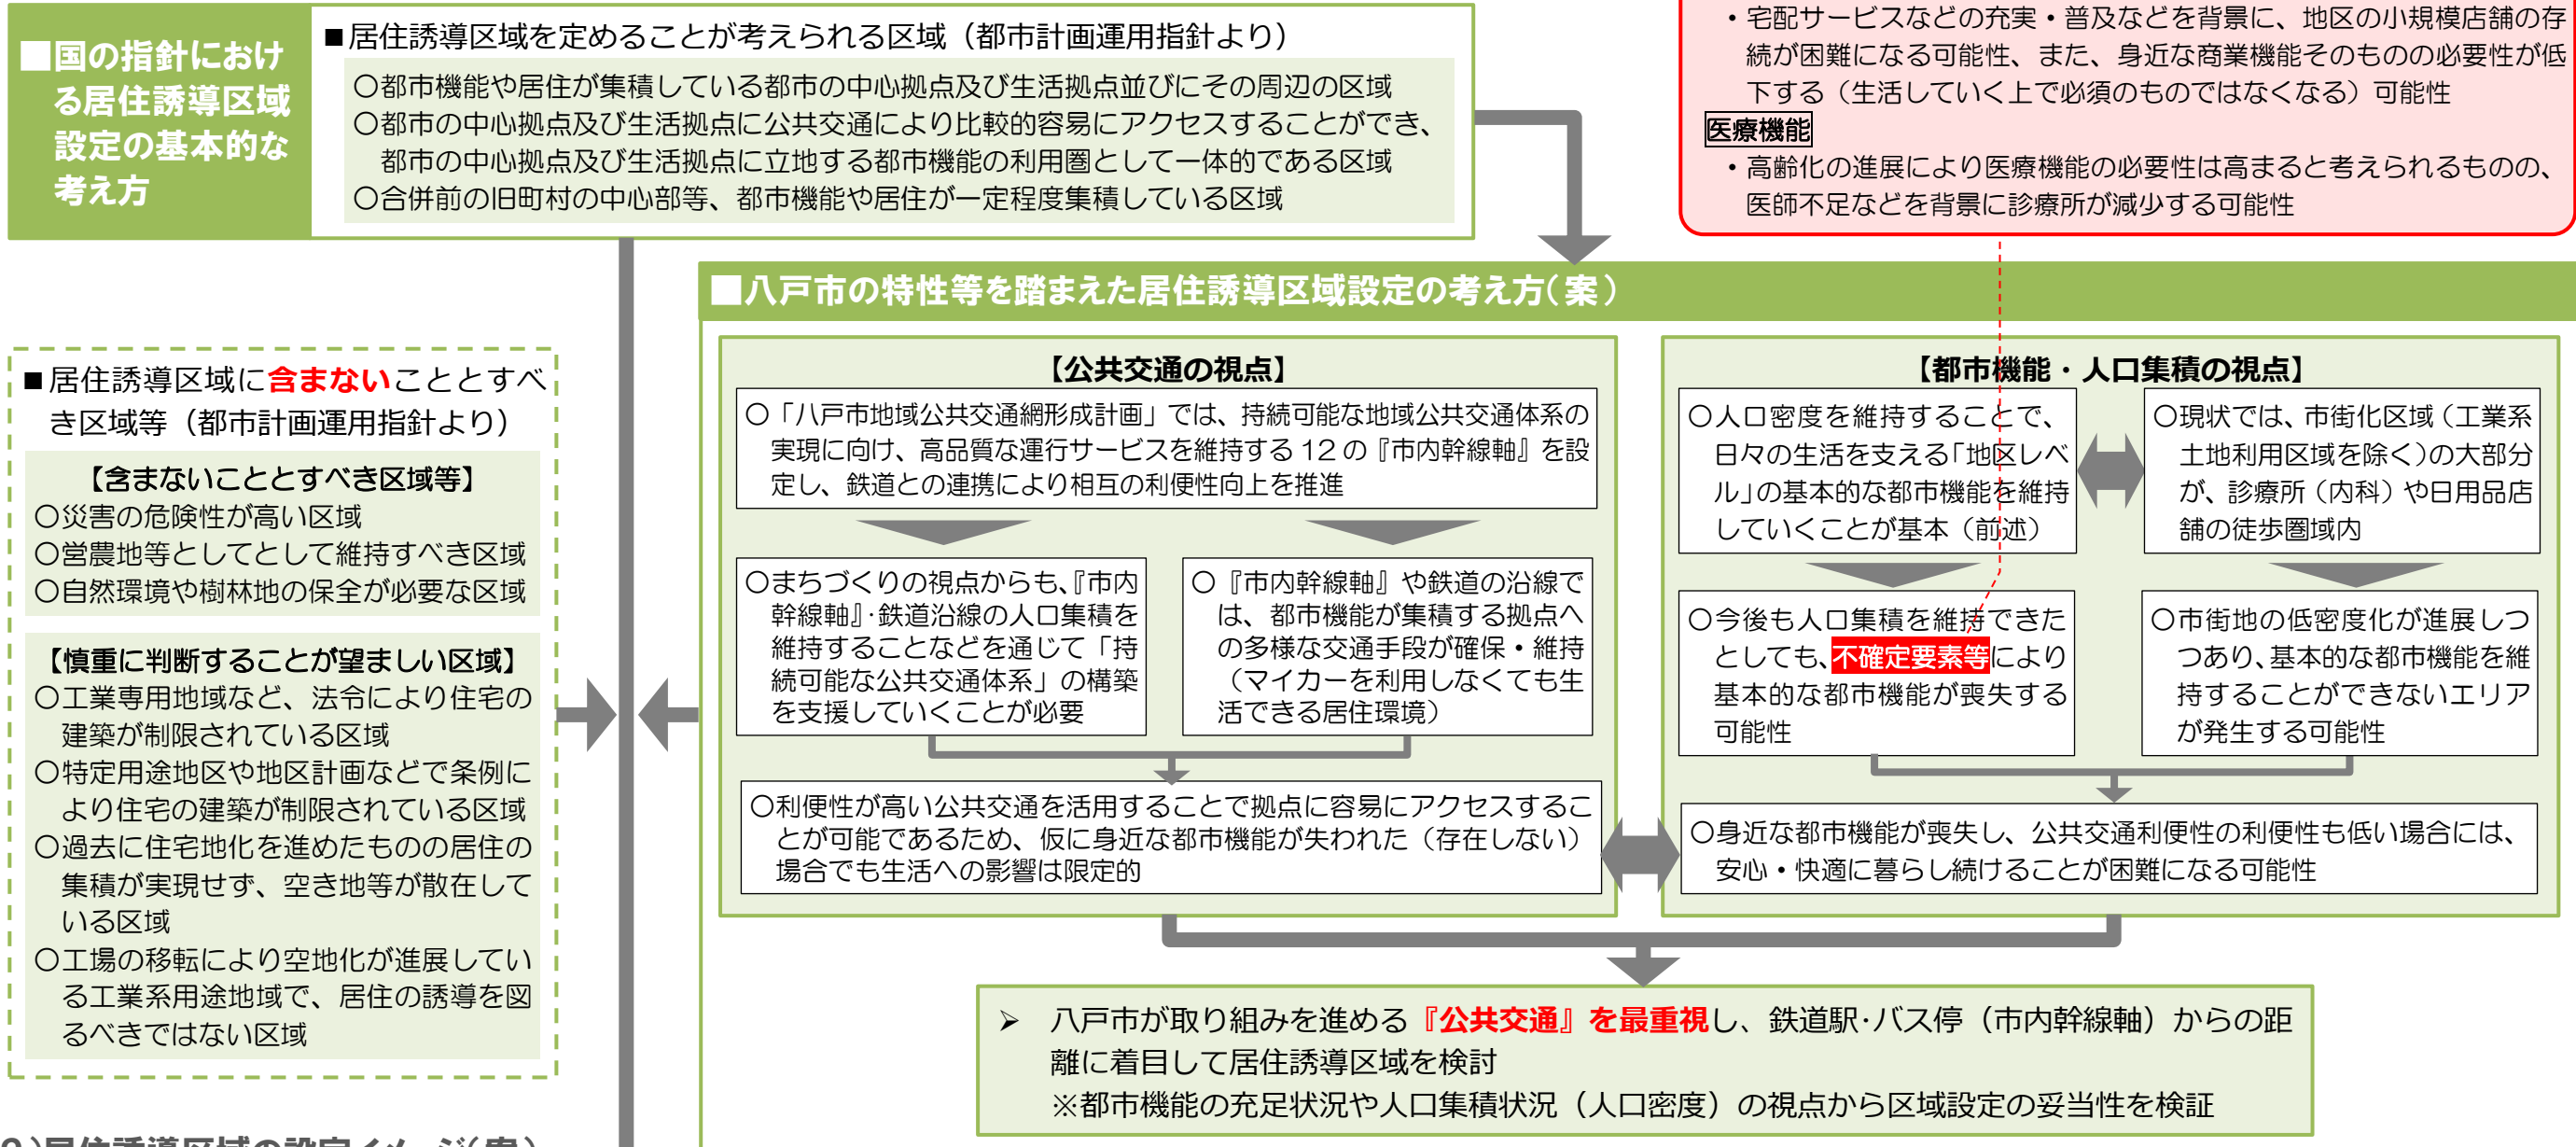 ■国の指針におけ
る居住誘導区域
設定の基本的な
考え方
■居住誘導区域を定めることが考えられる区域（都市計画運用指針より）
○都市機能や居住が集積している都市の中心拠点及び生活拠点並びにその周辺の区域
○都市の中心拠点及び生活拠点に公共交通により比較的容易にアクセスすることができ、
都市の中心拠点及び生活拠点に立地する都市機能の利用圏として一体的である区域
○合併前の旧町村の中心部等、都市機能や居住が一定程度集積している区域
・宅配サービスなどの充実・普及などを背景に、地区の小規模店舗の存
続が困難になる可能性、また、身近な商業機能そのものの必要性が低
下する（生活していく上で必須のものではなくなる）可能性
医療機能
・高齢化の進展により医療機能の必要性は高まると考えられるものの、
医師不足などを背景に診療所が減少する可能性
■八戸市の特性等を踏まえた居住誘導区域設定の考え方（案）
■居住誘導区域に含まないこととすべ
き区域等（都市計画運用指針より）
【含まないこととすべき区域等】
○災害の危険性が高い区域
○営農地等としてとして維持すべき区域
○自然環境や樹林地の保全が必要な区域
【慎重に判断することが望ましい区域】
○工業専用地域など、法令により住宅の
建築が制限されている区域
○特定用途地区や地区計画などで条例に
より住宅の建築が制限されている区域
○過去に住宅地化を進めたものの居住の
集積が実現せず、空き地等が散在して
いる区域
○工場の移転により空地化が進展してい
る工業系用途地域で、居住の誘導を図
るべきではない区域
【公共交通の視点】
○「八戸市地域公共交通網形成計画」では、持続可能な地域公共交通体系の
実現に向け、高品質な運行サービスを維持する12の『市内幹線軸』を設
定し、鉄道との連携により相互の利便性向上を推進
○まちづくりの視点からも、『市内
幹線軸』・鉄道沿線の人口集積を
維持することなどを通じて「持
続可能な公共交通体系」の構築
を支援していくことが必要
○『市内幹線軸』や鉄道の沿線で
は、都市機能が集積する拠点へ
の多様な交通手段が確保・維持
（マイカーを利用しなくても生
活できる居住環境）
○利便性が高い公共交通を活用することで拠点に容易にアクセスするこ
とが可能であるため、仮に身近な都市機能が失われた（存在しない）
場合でも生活への影響は限定的
【都市機能・人口集積の視点】
○人口密度を維持することで、
日々の生活を支える「地区レベ
ル」の基本的な都市機能を維持
していくことが基本（前述）
○現状では、市街化区域（工業系
土地利用区域を除く）の大部分
が、診療所（内科）や日用品店
舗の徒歩圏域内
○今後も人口集積を維持できた
としても、不確定要素等により
基本的な都市機能が喪失する
可能性
○市街地の低密度化が進展しつ
つあり、基本的な都市機能を維
持することができないエリア
が発生する可能性
○身近な都市機能が喪失し、公共交通利便性の利便性も低い場合には、
安心・快適に暮らし続けることが困難になる可能性
➢ 八戸市が取り組みを進める『公共交通』を最重視し、鉄道駅・バス停（市内幹線軸）からの距
離に着目して居住誘導区域を検討
※都市機能の充足状況や人口集積状況（人口密度）の視点から区域設定の妥当性を検証
2）居住誘導区域の設定イメージ（案）